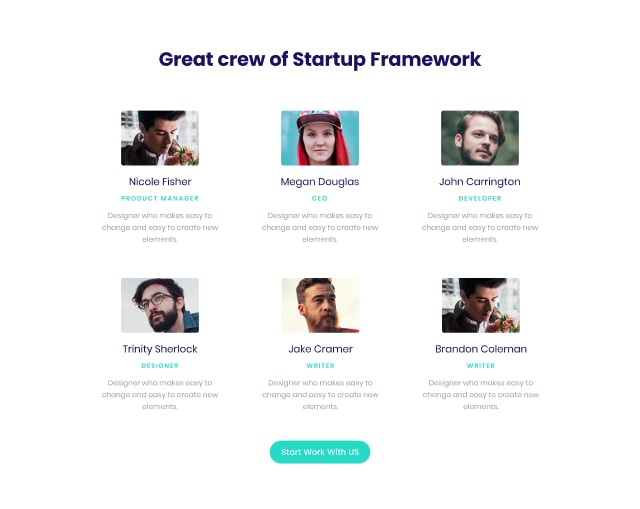 Great crew of Startup Framework
Nicole Fisher
PRODUCT MANAGER
Designer who makes easy to
change and easy to create new
elements.
Megan Douglas
CEO
Designer who makes easy to
change and easy to create new
elements.
John Carrington
DEVELOPER
Designer who makes easy to
change and easy to create new
elements.
Trinity Sherlock
DESIGNER
Designer who makes easy to
change and easy to create new
elements.
Jake Cramer
WRITER
Designer who makes easy to
change and easy to create new
elements.
Brandon Coleman
WRITER
Designer who makes easy to
change and easy to create new
elements.
Start Work With US